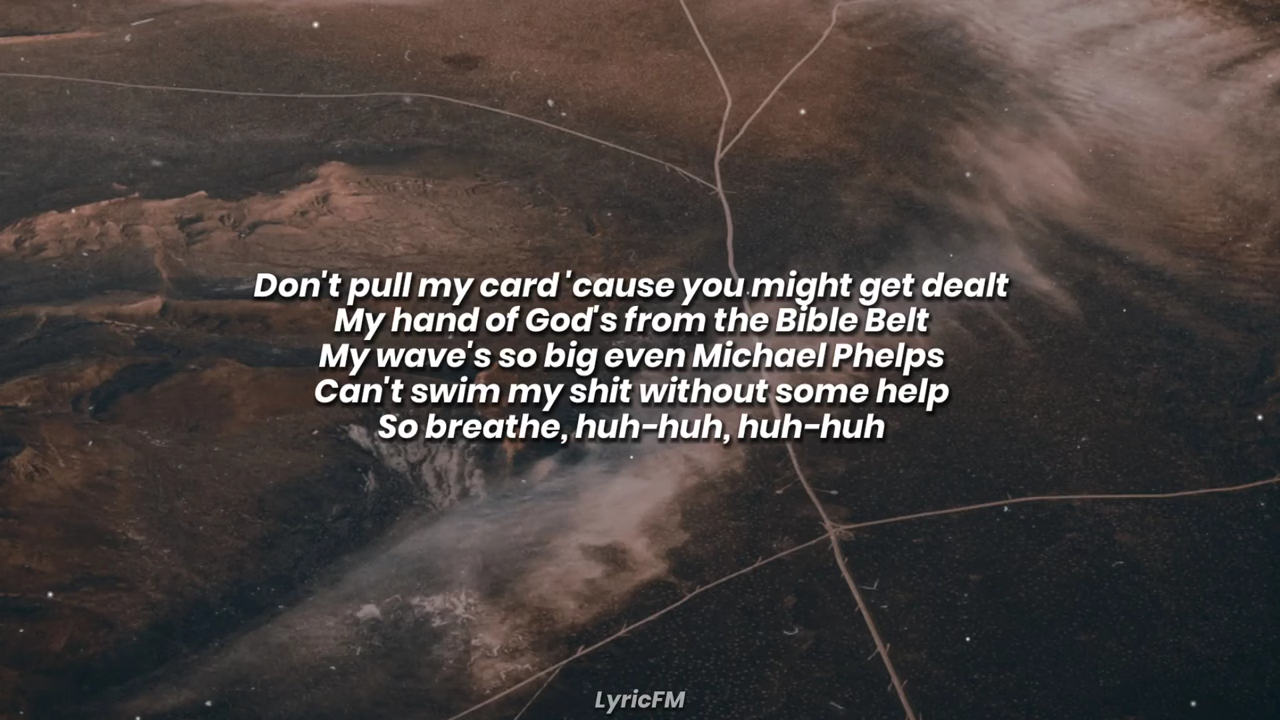 Don't pull my card 'cause you might get dealt
My hand of God's from the Bible Belt
My wave's so big even Michael Phelps
Can't swim my shit without some help
So breathe, huh-huh, huh-huh
LyricFM